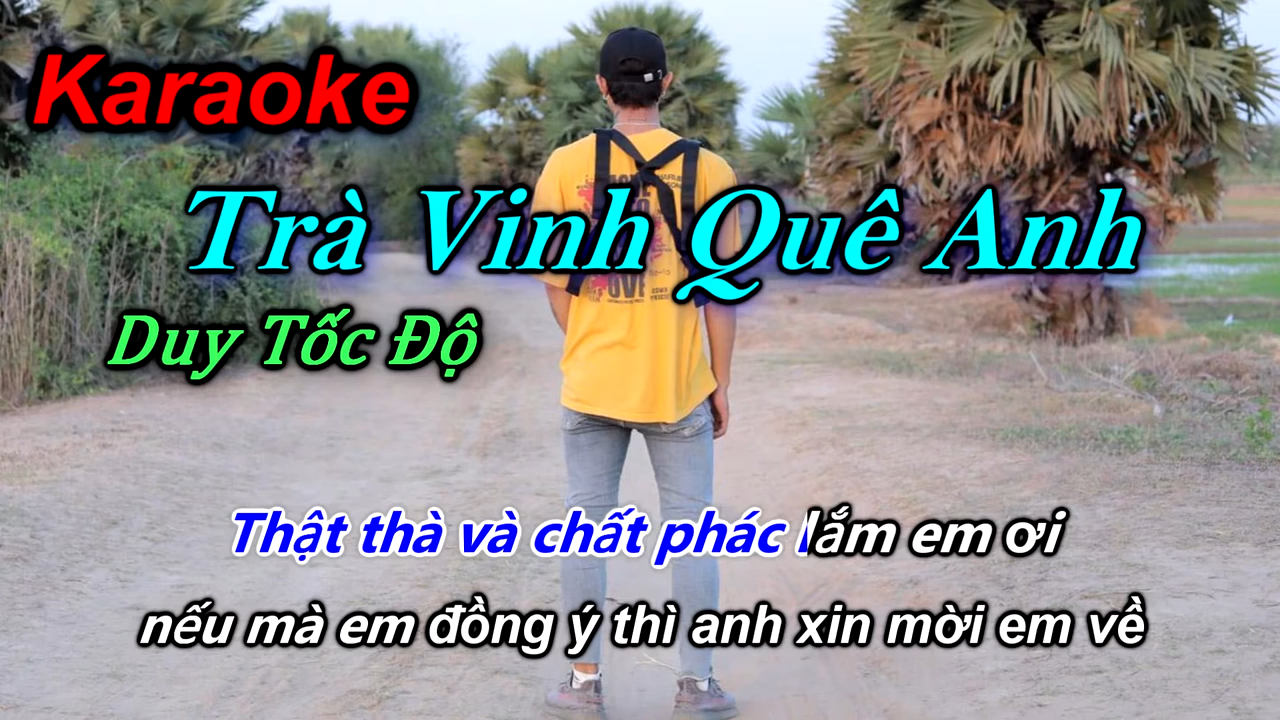 Karaoke
Trà Vinh Quê Anh
Duy Tốc Độ
Thật thà và chất phác lắm em ơi
nếu mà em đồng ý thì anh xin mời em về